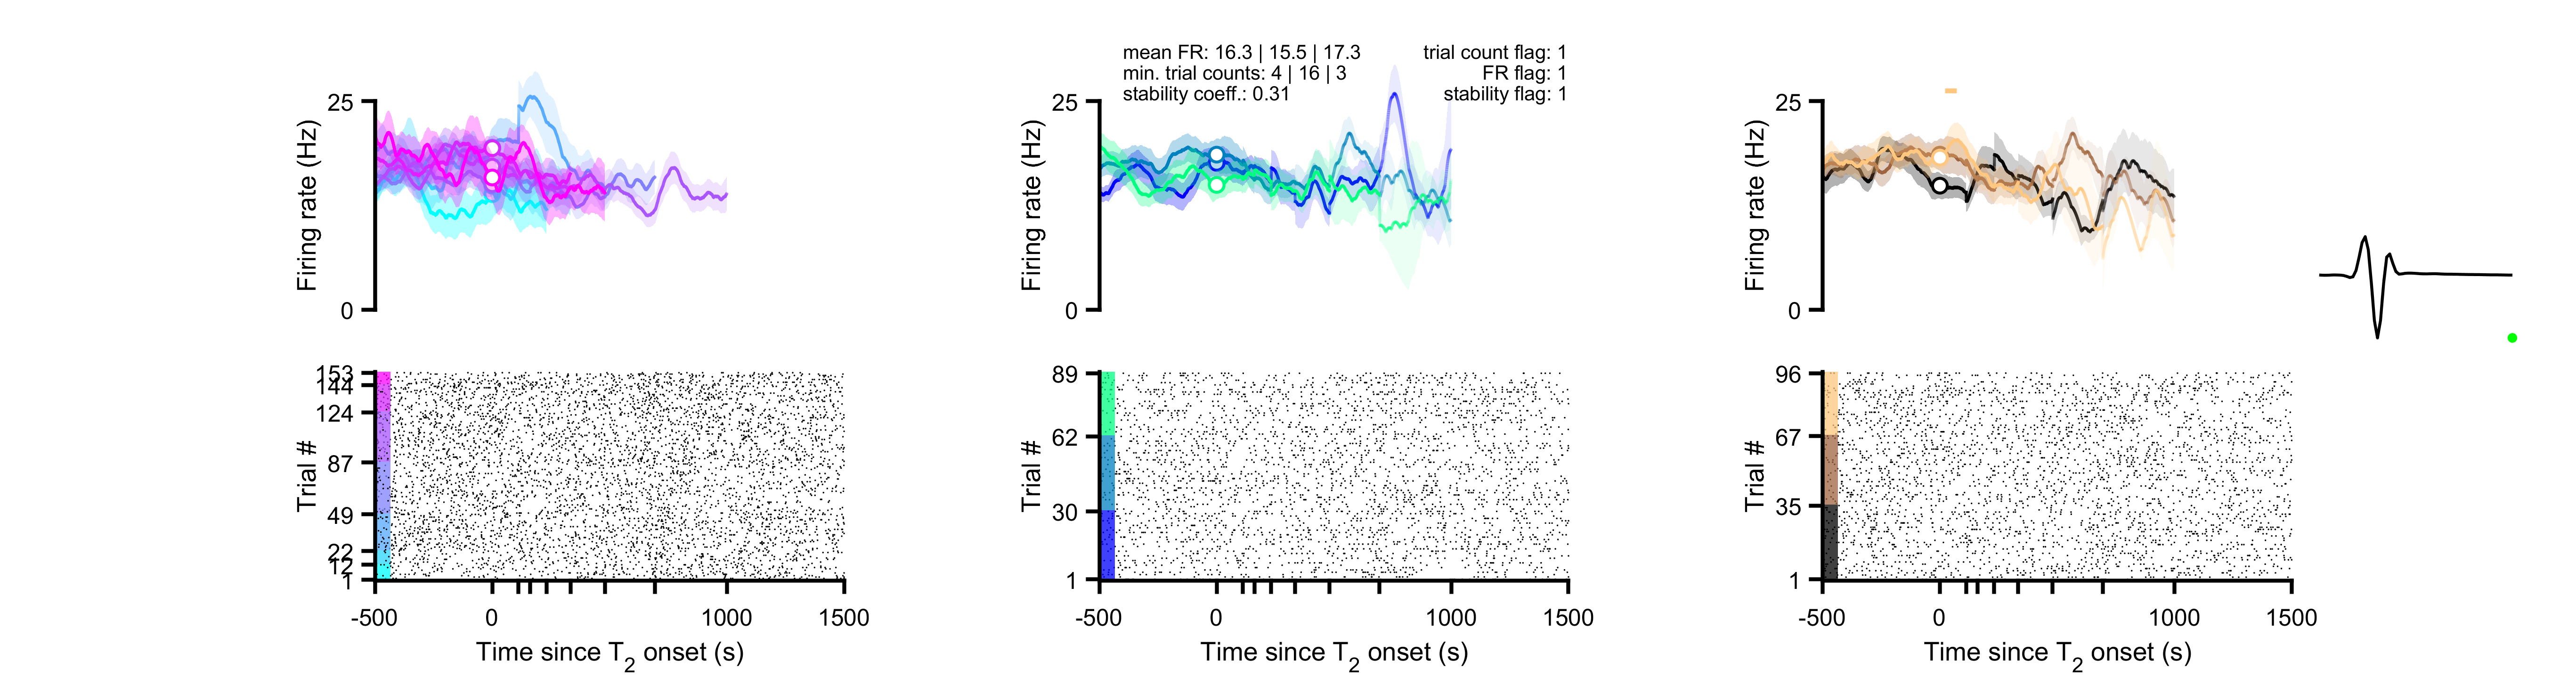 mean FR: 16.3 | 15.5 | 17.3
min. trial counts: 4 | 16 | 3
stability coeff.: 0.31
trial count flag: 1
FR flag: 1
stability flag: 1
25
Firing rate (Hz)
0
25
Firing rate (Hz)
0
25
Firing rate (Hz)
0
153
144
124
87
49
22
12
1
Trial #
-500 0 1000 1500
Time since T2 onset (s)
89
62
30
1
Trial #
-500 0 1000 1500
Time since T2 onset (s)
96
67
35
1
Trial #
-500 0 1000 1500
Time since T2 onset (s)